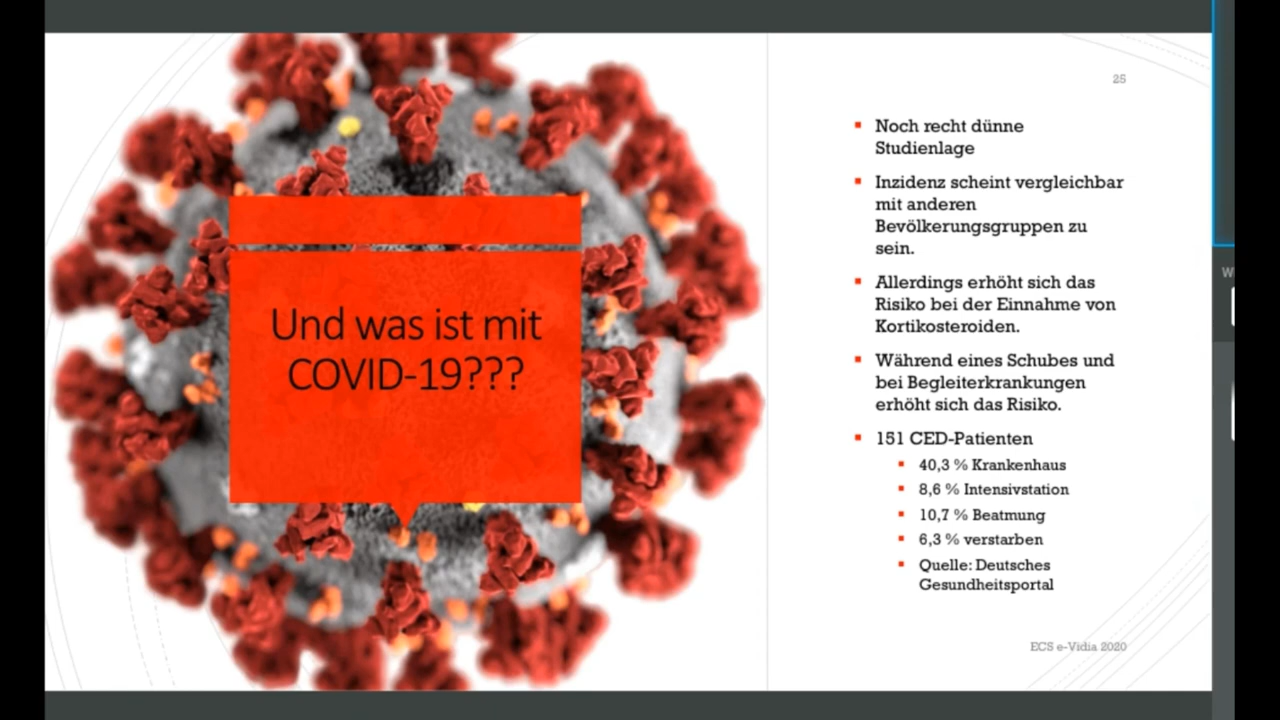 Und was ist mit
COVID-19???
25
Noch recht dünne
Studienlage
Inzidenz scheint vergleichbar
mit anderen
Bevölkerungsgruppen zu
sein.
Allerdings erhöht sich das
Risiko bei der Einnahme von
Kortikosteroiden.
Während eines Schubes und
bei Begleiterkrankungen
erhöht sich das Risiko.
151 CED-Patienten
40,3 % Krankenhaus
8,6 % Intensivstation
10,7 % Beatmung
6,3 % verstarben
Quelle: Deutsches
Gesundheitsportal
ECS e-Vidia 2020